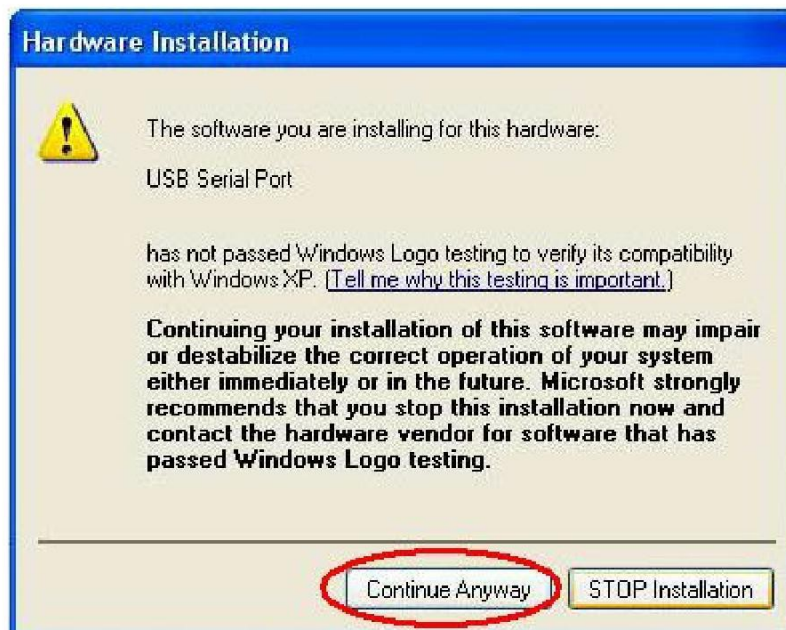 Hardware Installation
The software you are installing for this hardware:
USB Serial Port
has not passed Windows Logo testing to verify its compatibility
with Windows XP. (Tell me why this testing is important.)
Continuing your installation of this software may impair
or destabilize the correct operation of your system
either immediately or in the future. Microsoft strongly
recommends that you stop this installation now and
contact the hardware vendor for software that has
passed Windows Logo testing.
Continue Anyway
STOP Installation